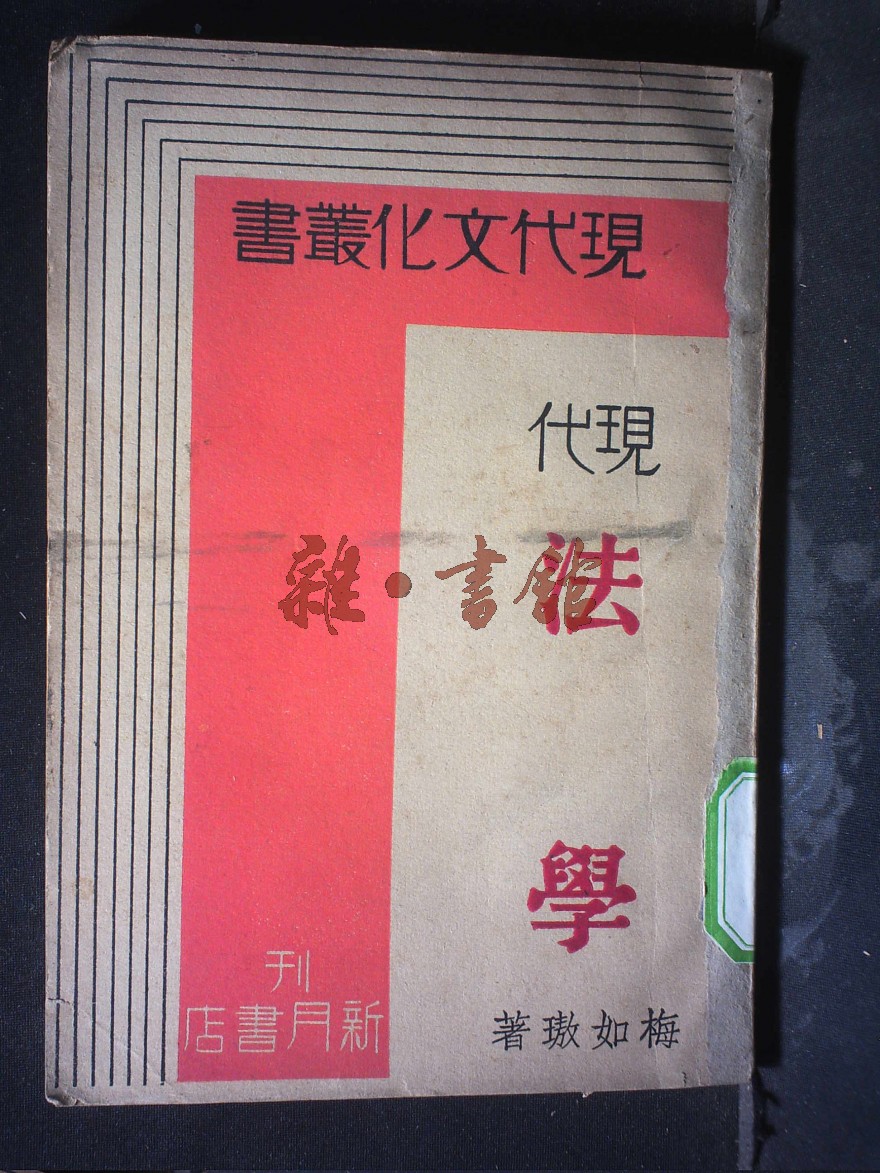 現代文化叢書
現代
法學
梅如璈著
新月書店
刊
雜·書館